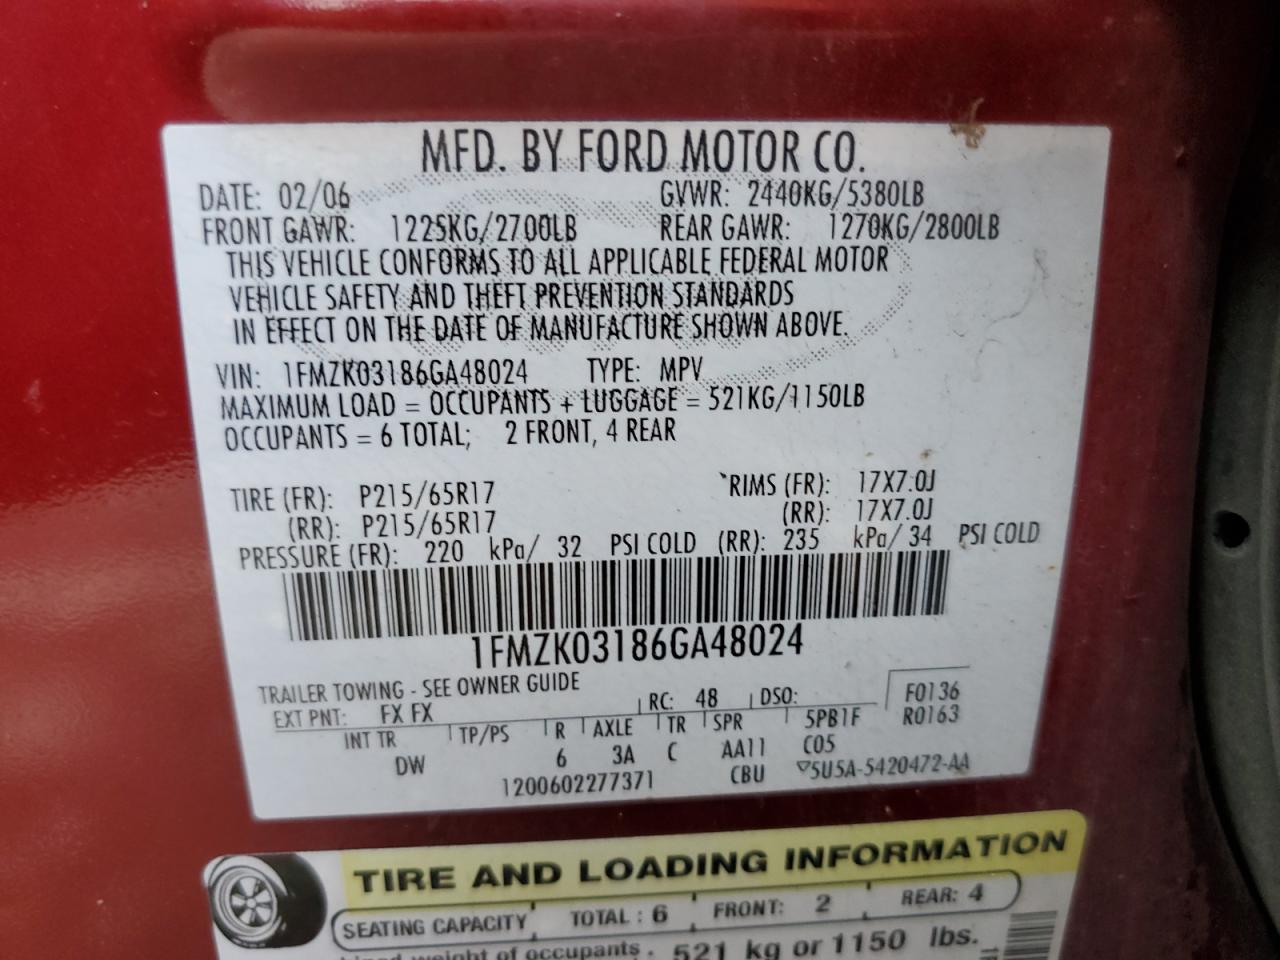 MFD. BY FORD MOTOR CO.
DATE: 02/06 GVWR: 2440KG/5380LB
FRONT GAWR: 1225KG/2700LB REAR GAWR: 1270KG/2800LB
THIS VEHICLE CONFORMS TO ALL APPLICABLE FEDERAL MOTOR
VEHICLE SAFETY AND THEFT PREVENTION STANDARDS
IN EFFECT ON THE DATE OF MANUFACTURE SHOWN ABOVE.
VIN: 1FMZK03186GA48024 TYPE: MPV
MAXIMUM LOAD = OCCUPANTS + LUGGAGE = 521KG/1150LB
OCCUPANTS = 6 TOTAL; 2 FRONT, 4 REAR
TIRE (FR): P215/65R17 RIMS (FR): 17X7.0J
(RR): P215/65R17 (RR): 17X7.0J
PRESSURE (FR): 220 kPa/ 32 PSI COLD (RR): 235 kPa/ 34 PSI COLD
1FMZK03186GA48024
TRAILER TOWING - SEE OWNER GUIDE
EXT PNT: FX FX RC: 48 DSO: F0136
INT TR TP/PS R AXLE TR SPR 5PB1F R0163
DW 6 3A C AA11 C05
1200602277371 CBU 5U5A-5420472-AA
TIRE AND LOADING INFORMATION
SEATING CAPACITY TOTAL : 6 FRONT: 2 REAR: 4
weight of occupants 521 kg or 1150 lbs.